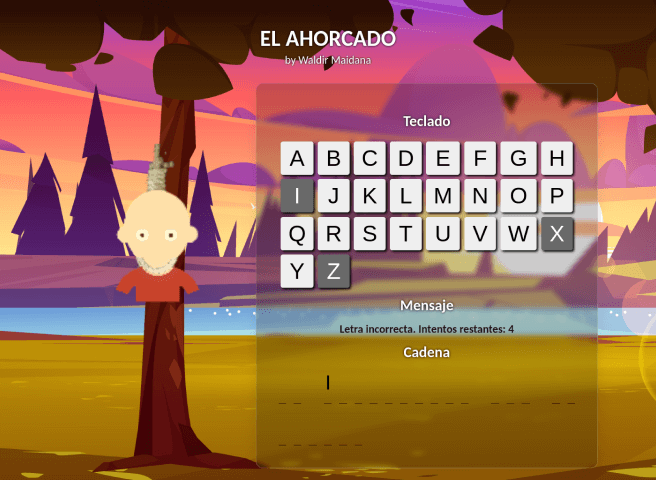 EL AHORCADO
by Waldir Maidana
Teclado
A B C D E F G H
I J K L M N O P
Q R S T U V W X
Y Z
Mensaje
Letra incorrecta. Intentos restantes: 4
Cadena
I